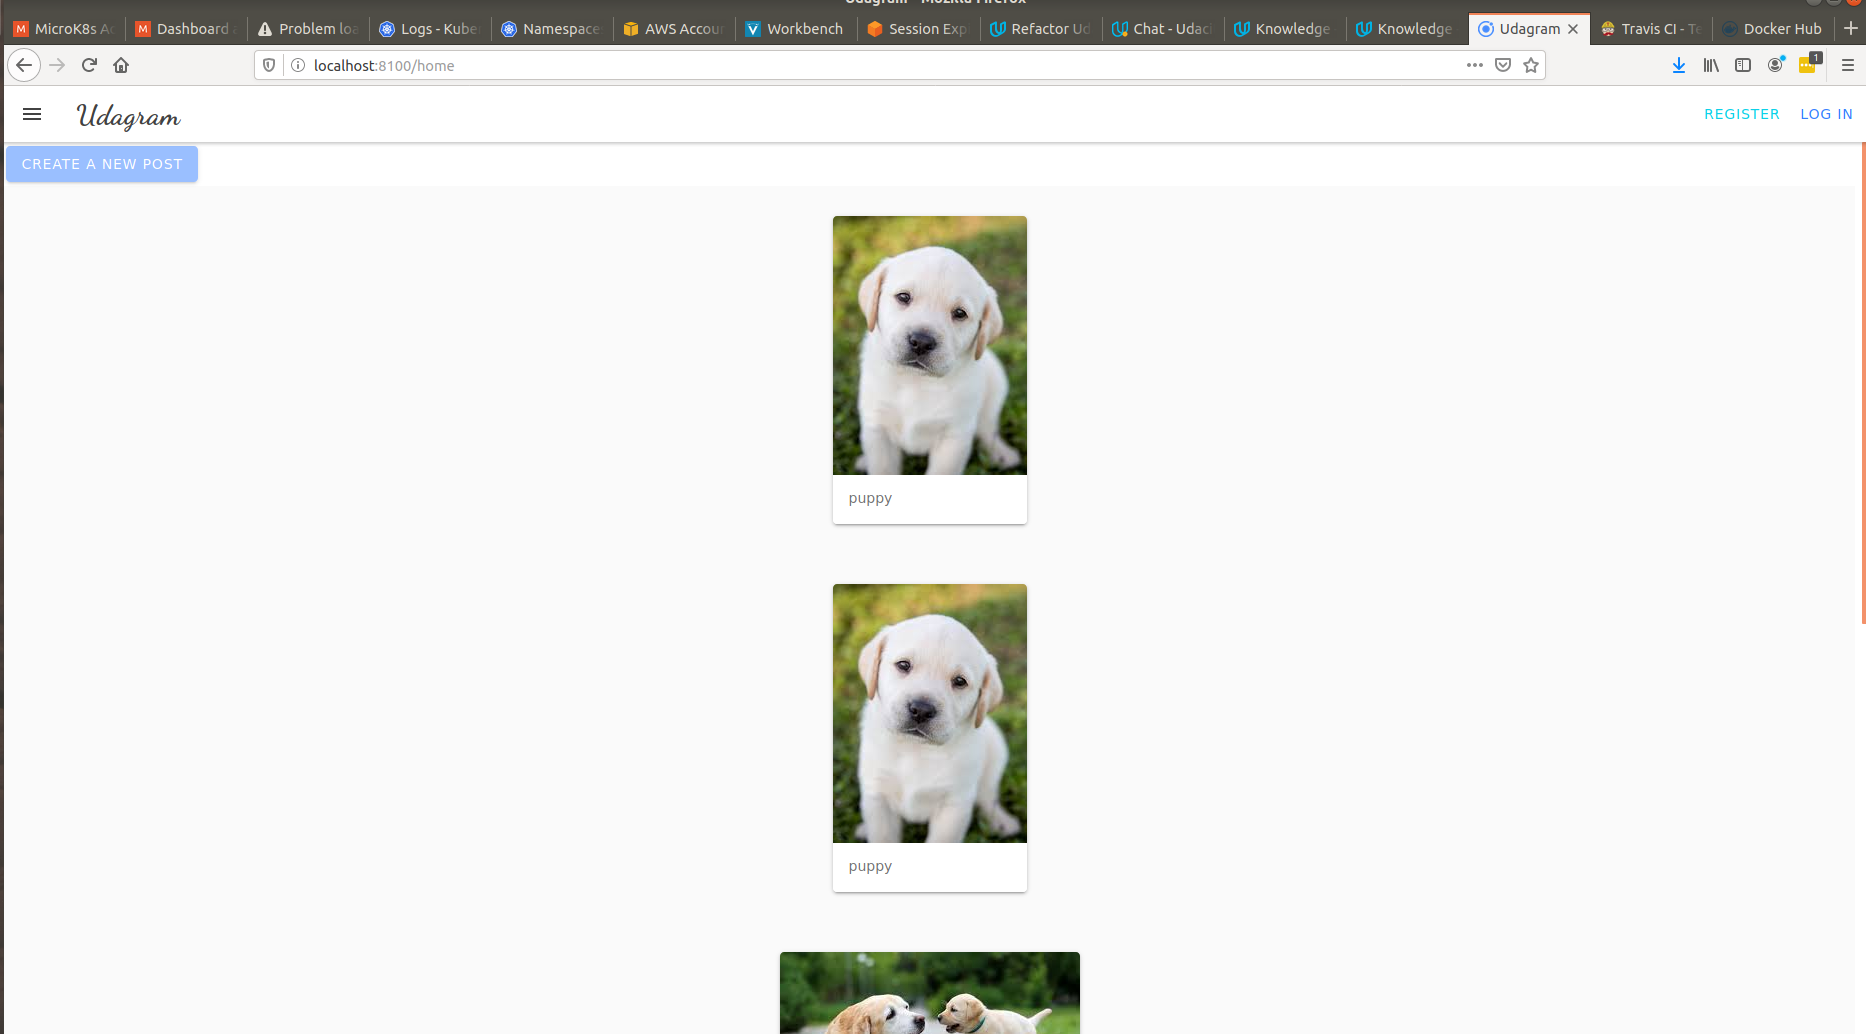 Udagram - Mozilla Firefox
MicroK8s Dashboard Problem loa Logs - Kube Namespace AWS Accou Workbench Session Exp Refactor Ud Chat - Udaci Knowledge Knowledge Udagram Travis CI - Te Docker Hub
localhost:8100/home
1
Udagram REGISTER LOG IN
CREATE A NEW POST
puppy
puppy